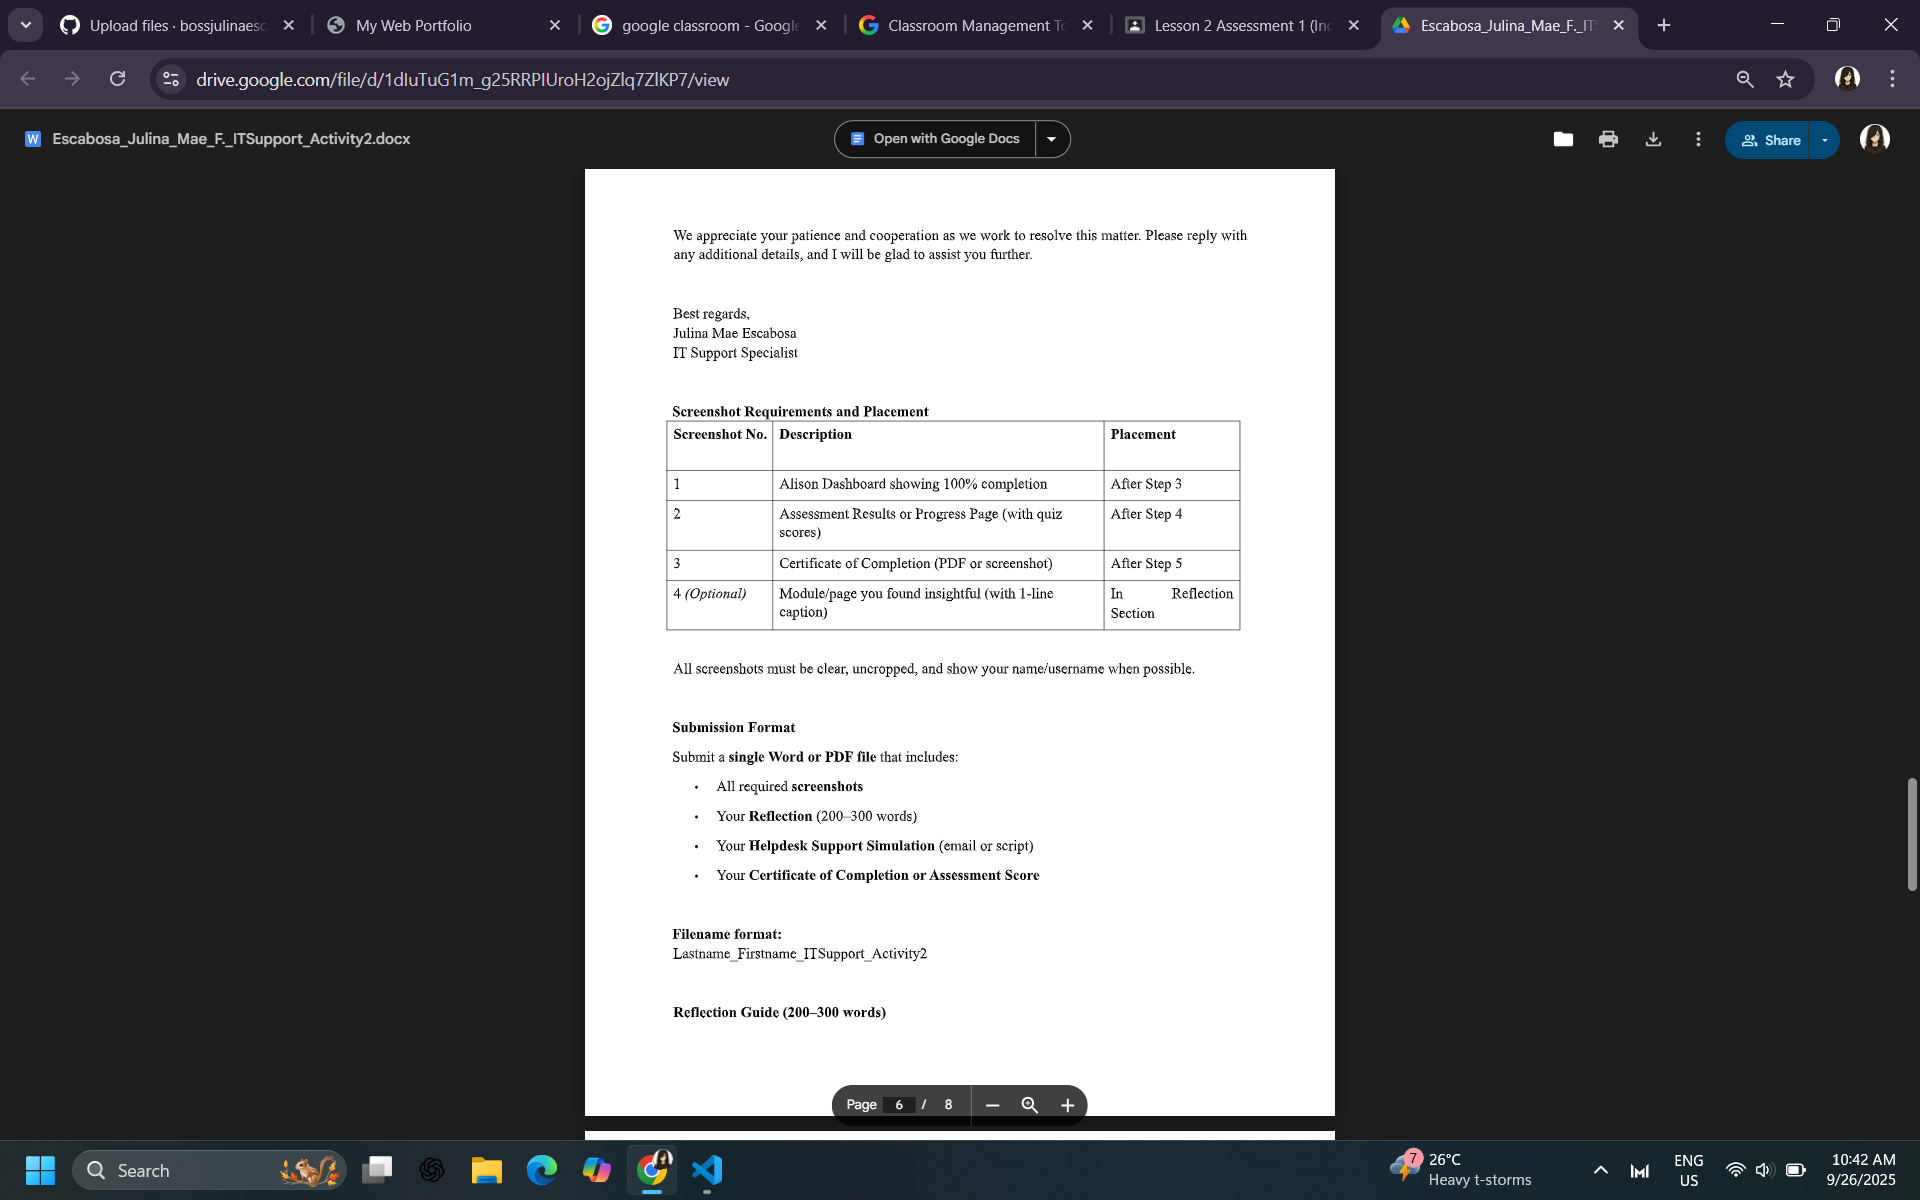 Upload files · bossjulinaesc
My Web Portfolio
google classroom - Google
Classroom Management To
Lesson 2 Assessment 1 (Inc
Escabosa_Julina_Mae_F._ITS
drive.google.com/file/d/1dIuTuG1m_g25RRPIUroH2ojZlq7ZlKP7/view
W Escabosa_Julina_Mae_F._ITSupport_Activity2.docx
Open with Google Docs
Share
We appreciate your patience and cooperation as we work to resolve this matter. Please reply with
any additional details, and I will be glad to assist you further.
Best regards,
Julina Mae Escabosa
IT Support Specialist
Screenshot Requirements and Placement
Screenshot No. Description Placement
1 Alison Dashboard showing 100% completion After Step 3
2 Assessment Results or Progress Page (with quiz After Step 4
scores)
3 Certificate of Completion (PDF or screenshot) After Step 5
4 (Optional) Module/page you found insightful (with 1-line In Reflection
caption) Section
All screenshots must be clear, uncropped, and show your name/username when possible.
Submission Format
Submit a single Word or PDF file that includes:
• All required screenshots
• Your Reflection (200–300 words)
• Your Helpdesk Support Simulation (email or script)
• Your Certificate of Completion or Assessment Score
Filename format:
Lastname_Firstname_ITSupport_Activity2
Reflection Guide (200–300 words)
Page 6 / 8
Search
7
26°C
Heavy t-storms
ENG
US
10:42 AM
9/26/2025